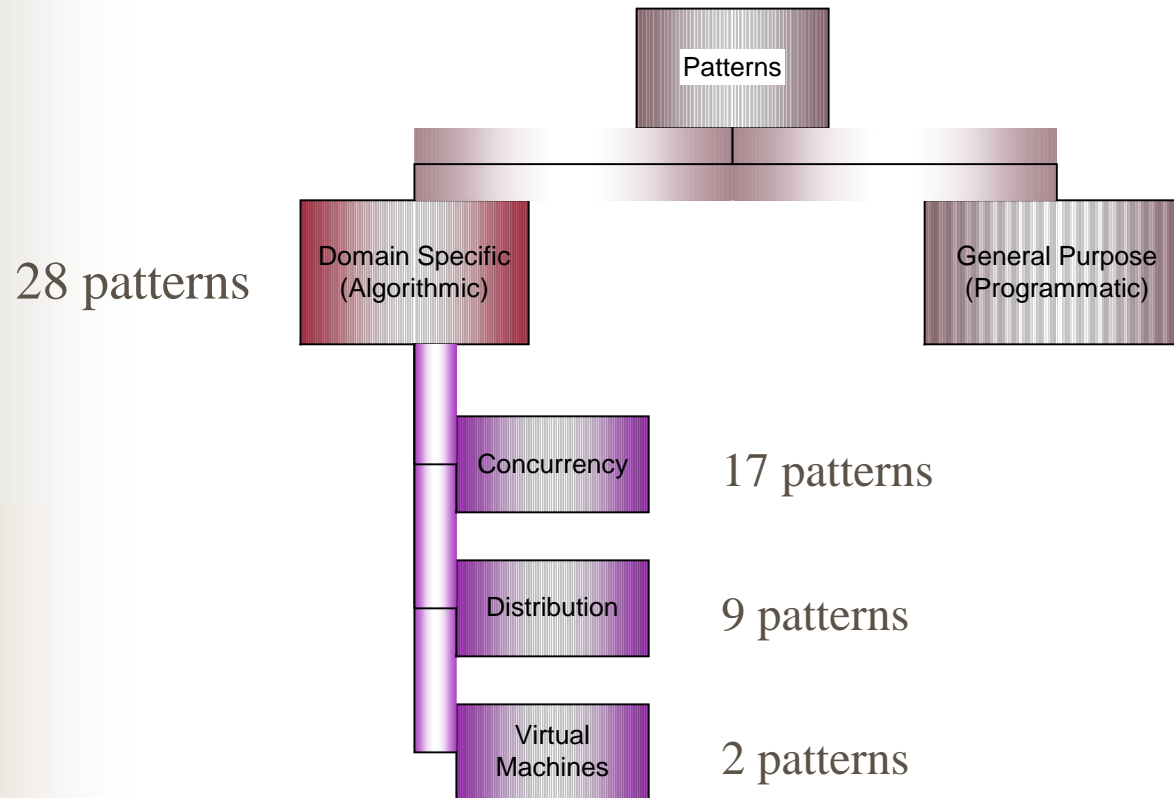 Patterns
28 patterns
Domain Specific
(Algorithmic)
General Purpose
(Programmatic)
Concurrency
17 patterns
Distribution
9 patterns
Virtual
Machines
2 patterns